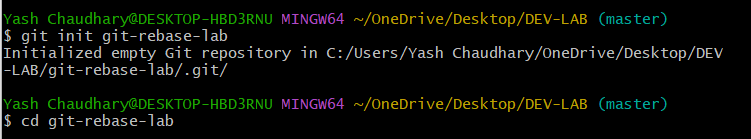 Yash Chaudhary@DESKTOP-HBD3RNU MINGW64 ~/OneDrive/Desktop/DEV-LAB (master)
$ git init git-rebase-lab
Initialized empty Git repository in C:/Users/Yash Chaudhary/OneDrive/Desktop/DEV
-LAB/git-rebase-lab/.git/
Yash Chaudhary@DESKTOP-HBD3RNU MINGW64 ~/OneDrive/Desktop/DEV-LAB (master)
$ cd git-rebase-lab